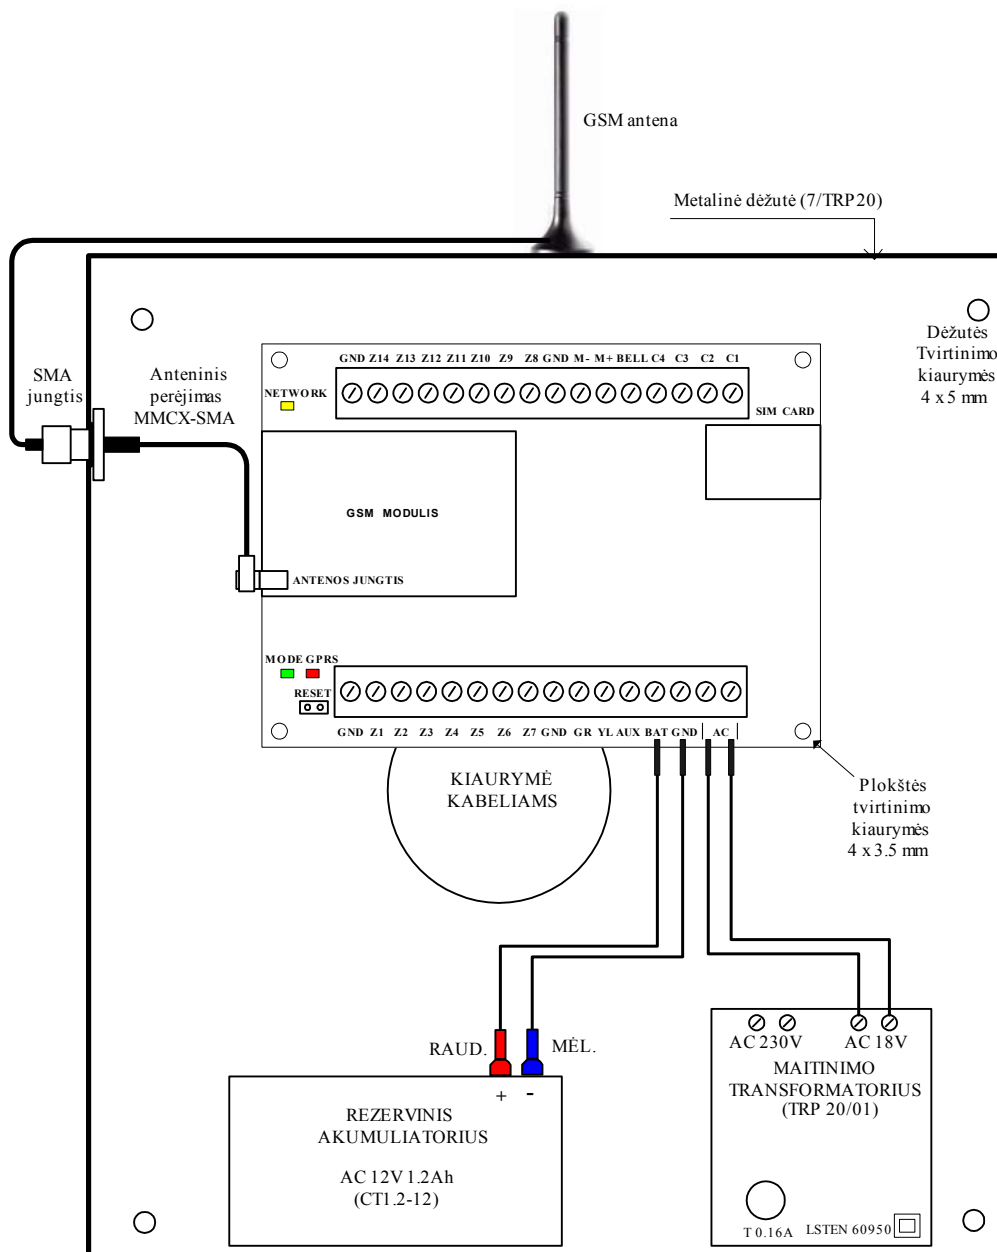 GSM antena
Metalinė dėžutė (7/TRP20)
Dėžutės
Tvirtinimo
kiaurymės
4 x 5 mm
SMA
jungtis
Anteninis
perėjimas
MMCX-SMA
GND Z14 Z13 Z12 Z11 Z10 Z9 Z8 GND M- M+ BELL C4 C3 C2 C1
NETWORK
SIM CARD
GSM MODULIS
ANTENOS JUNGTIS
MODE GPRS
RESET
GND Z1 Z2 Z3 Z4 Z5 Z6 Z7 GND GR YL AUX BAT GND AC
KIAURYMĖ
KABELIAMS
Plokštės
tvirtinimo
kiaurymės
4 x 3.5 mm
RAUD.
MĖL.
+ -
REZERVINIS
AKUMULIATORIUS
AC 12V 1.2Ah
(CT1.2-12)
AC 230V AC 18V
MAITINIMO
TRANSFORMATORIUS
(TRP 20/01)
T 0.16A LSTEN 60950